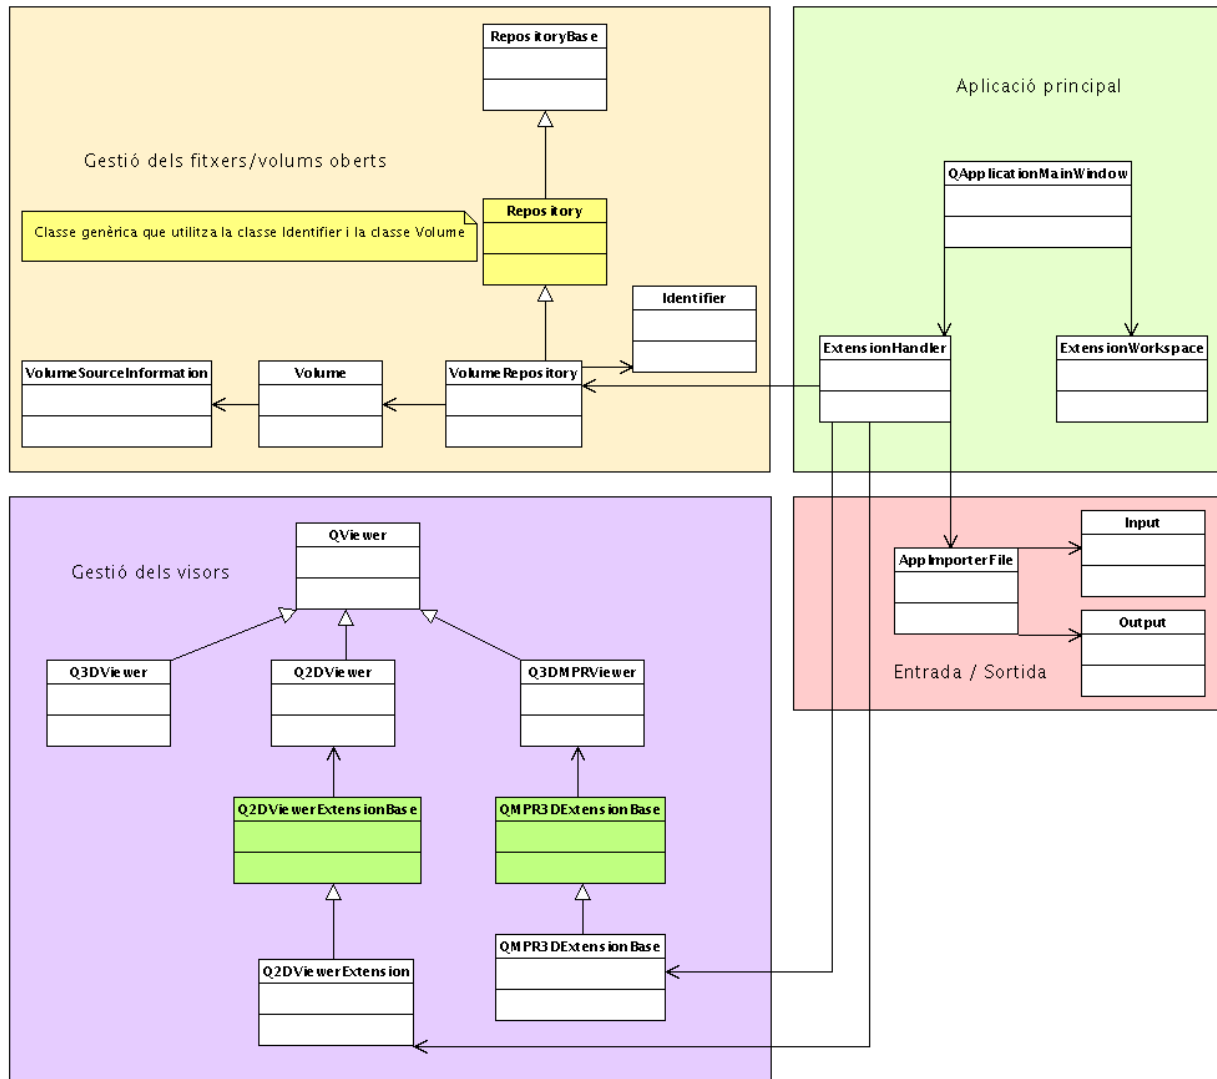 RepositoryBase
Aplicació principal
Gestió dels fitxers/volums oberts
QApplicationMainWindow
Repository
Classe genèrica que utilitza la classe Identifier i la classe Volume
Identifier
ExtensionHandler
ExtensionWorkspace
VolumeSourceInformation
Volume
VolumeRepository
QViewer
Input
Gestió dels visors
AppImporterFile
Output
Q3DViewer
Q2DViewer
Q3DMPRViewer
Entrada / Sortida
Q2DViewerExtensionBase
QMPR3DExtensionBase
QMPR3DExtensionBase
Q2DViewerExtension